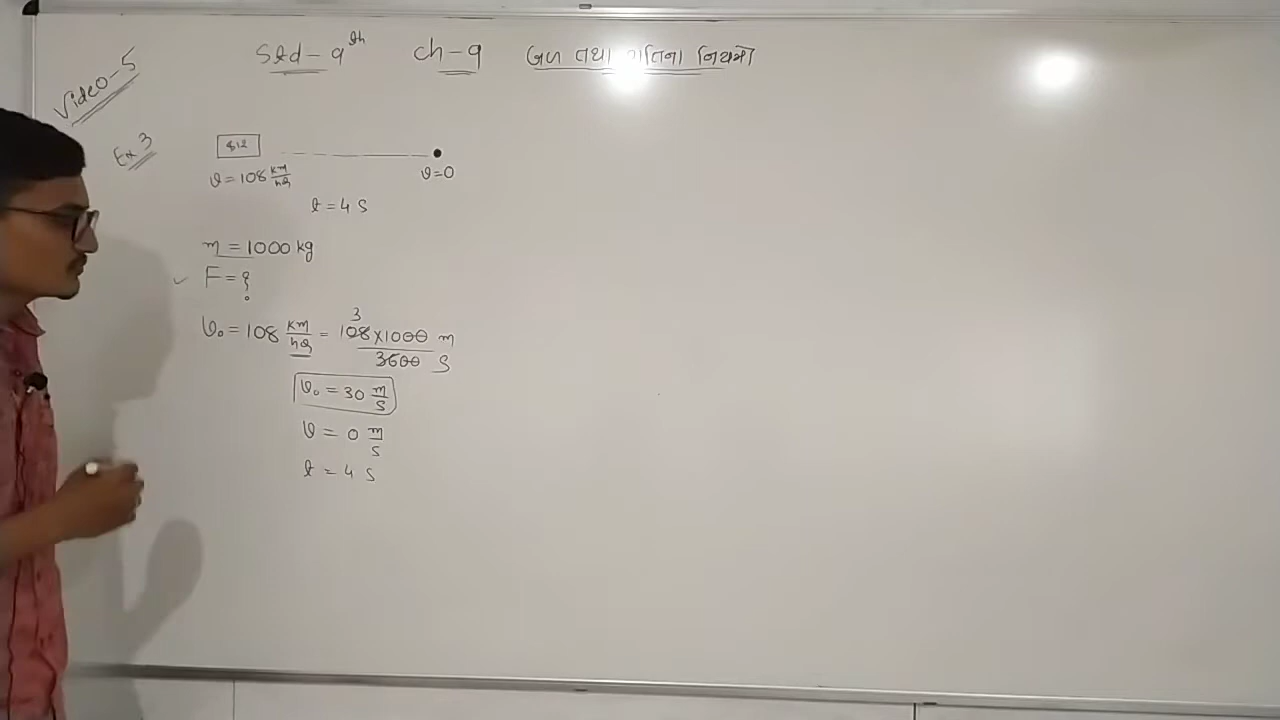 Std - 9th ch - 9 બળ તથા ગતિના નિયમો
Video - 5
Ex 3
કાર
v = 108 km/hr v = 0
t = 4 s
m = 1000 kg
F = ?
v₀ = 108 km/hr = 108 × 1000 m / 3600 s
3
v₀ = 30 m/s
v = 0 m/s
t = 4 s